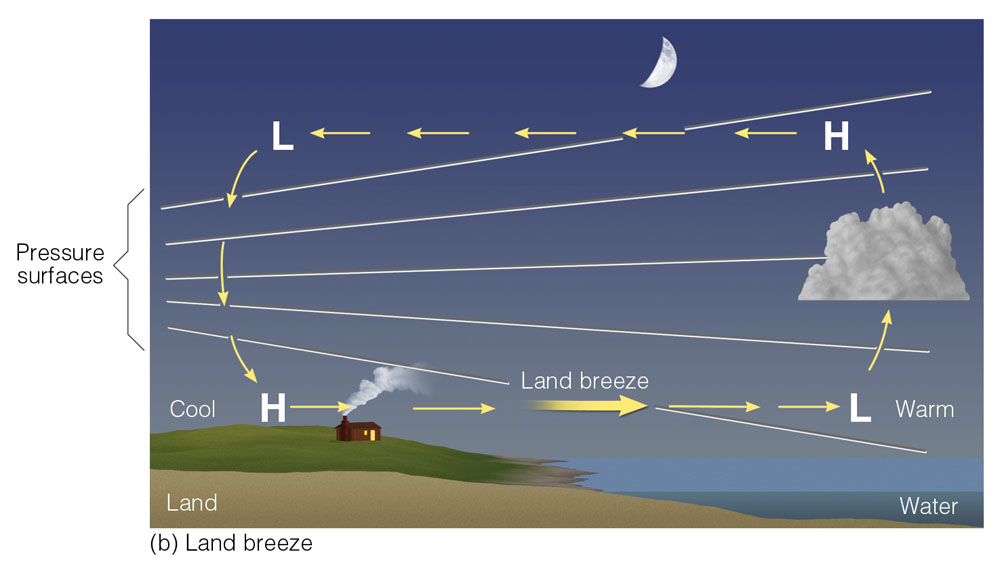 L
H
Pressure
surfaces
Land breeze
Cool
H
L
Warm
Land
Water
(b) Land breeze